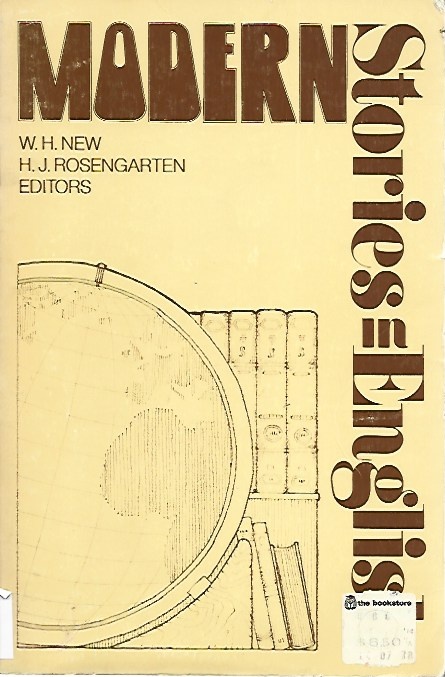 MODERN
Stories in English
W. H. NEW
H. J. ROSENGARTEN
EDITORS
the bookstore